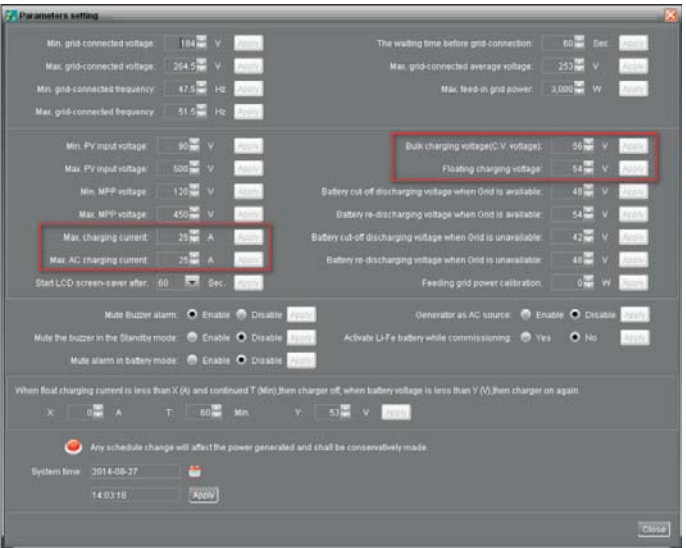 Parameters setting
Min. grid-connected voltage: 184 V Apply The waiting time before grid-connection: 60 Sec. Apply
Max. grid-connected voltage: 264.5 V Apply Max. grid-connected average voltage: 253 V Apply
Min. grid-connected frequency: 47.5 Hz Apply Max. feed-in grid power: 3,000 W Apply
Max. grid-connected frequency: 51.5 Hz Apply
Min. PV input voltage: 90 V Apply Bulk charging voltage(C.V. voltage): 56 V Apply
Max. PV input voltage: 500 V Apply Floating charging voltage: 54 V Apply
Min. MPP voltage: 120 V Apply Battery cut-off discharging voltage when Grid is available: 48 V Apply
Max. MPP voltage: 450 V Apply Battery re-discharging voltage when Grid is available: 54 V Apply
Max. charging current: 25 A Apply Battery cut-off discharging voltage when Grid is unavailable: 42 V Apply
Max. AC charging current: 25 A Apply Battery re-discharging voltage when Grid is unavailable: 48 V Apply
Start LCD screen-saver after: 60 Sec. Apply Feeding grid power calibration: 0 W Apply
Mute Buzzer alarm: Enable Disable Apply Generator as AC source: Enable Disable Apply
Mute the buzzer in the Standby mode: Enable Disable Apply Activate Li-Fe battery while commissioning: Yes No Apply
Mute alarm in battery mode: Enable Disable Apply
When float charging current is less than X (A) and continued T (Min),then charger off, when battery voltage is less than Y (V),then charger on again.
X: 0 A T: 60 Min. Y: 53 V Apply
Any schedule change will affect the power generated and shall be conservatively made.
System time: 2014-08-27
14:03:18 Apply
Close